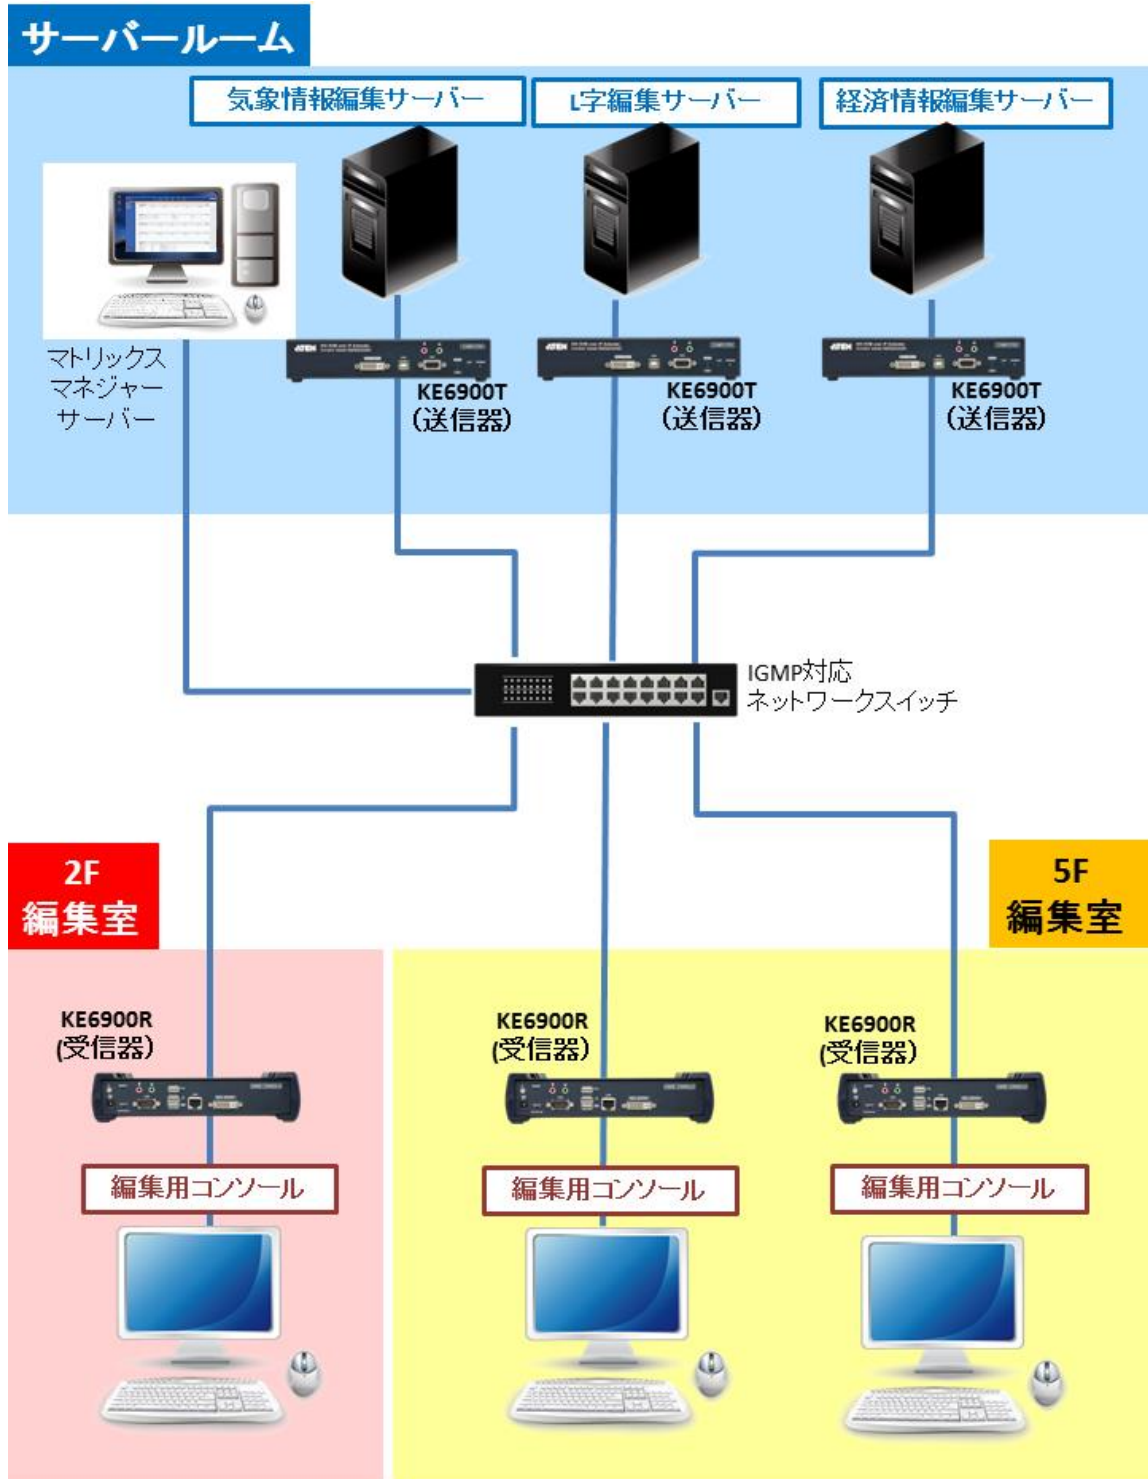 サーバールーム
気象情報編集サーバー
L字編集サーバー
経済情報編集サーバー
マトリックス
マネジャー
サーバー
ATEN
KE6900T
(送信器)
ATEN
KE6900T
(送信器)
ATEN
KE6900T
(送信器)
IGMP対応
ネットワークスイッチ
2F
編集室
5F
編集室
KE6900R
(受信器)
KE6900R
(受信器)
KE6900R
(受信器)
編集用コンソール
編集用コンソール
編集用コンソール